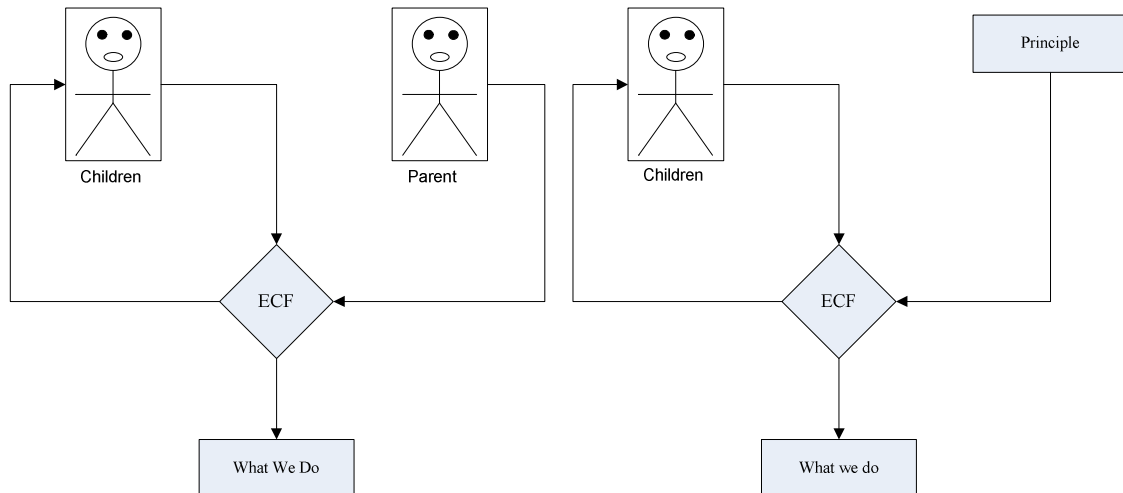 Children
Parent
ECF
What We Do
Children
Principle
ECF
What we do